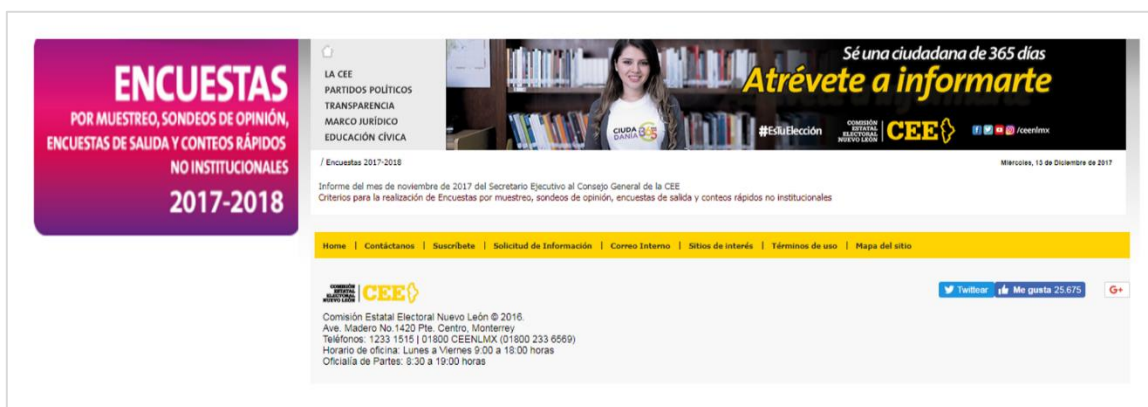 ENCUESTAS
POR MUESTREO, SONDEOS DE OPINIÓN,
ENCUESTAS DE SALIDA Y CONTEOS RÁPIDOS
NO INSTITUCIONALES
2017-2018
LA CEE
PARTIDOS POLÍTICOS
TRANSPARENCIA
MARCO JURÍDICO
EDUCACIÓN CÍVICA
CIUDADANÍA 365
Sé una ciudadana de 365 días
Atrévete a informarte
#EsTuElección
COMISIÓN ESTATAL ELECTORAL NUEVO LEÓN
CEE
/ceenlmx
/ Encuestas 2017-2018
Miércoles, 13 de Diciembre de 2017
Informe del mes de noviembre de 2017 del Secretario Ejecutivo al Consejo General de la CEE
Criterios para la realización de Encuestas por muestreo, sondeos de opinión, encuestas de salida y conteos rápidos no institucionales
Home | Contáctanos | Suscríbete | Solicitud de Información | Correo Interno | Sitios de interés | Términos de uso | Mapa del sitio
COMISIÓN ESTATAL ELECTORAL NUEVO LEÓN
CEE
Twittear
Me gusta 25.675
G+
Comisión Estatal Electoral Nuevo León © 2016.
Ave. Madero No.1420 Pte. Centro, Monterrey
Teléfonos: 1233 1515 | 01800 CEENLMX (01800 233 6569)
Horario de oficina: Lunes a Viernes 9:00 a 18:00 horas
Oficialía de Partes: 8:30 a 19:00 horas